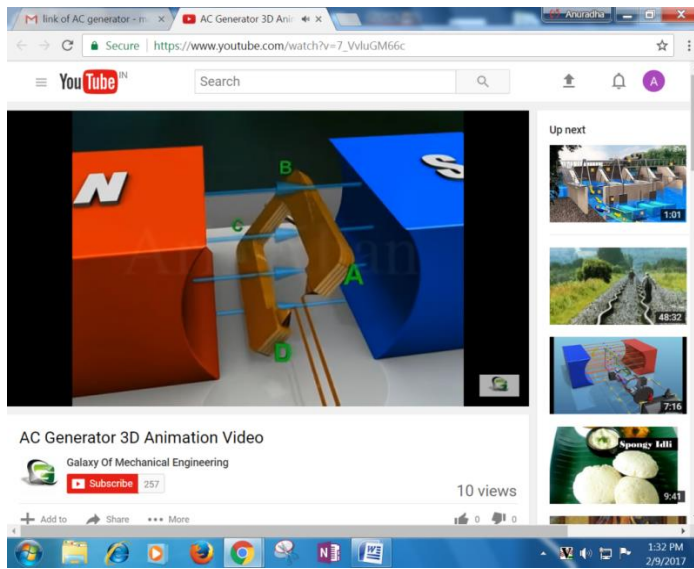 link of AC generator - m
AC Generator 3D Anim
Anuradha
Secure https://www.youtube.com/watch?v=7_VvluGM66c
YouTube IN
Search
A
Up next
N
S
B
C
A
D
1:01
48:32
7:16
Spongy Idli
9:41
AC Generator 3D Animation Video
Galaxy Of Mechanical Engineering
Subscribe 257
10 views
Add to Share More
0 0
1:32 PM
2/9/2017